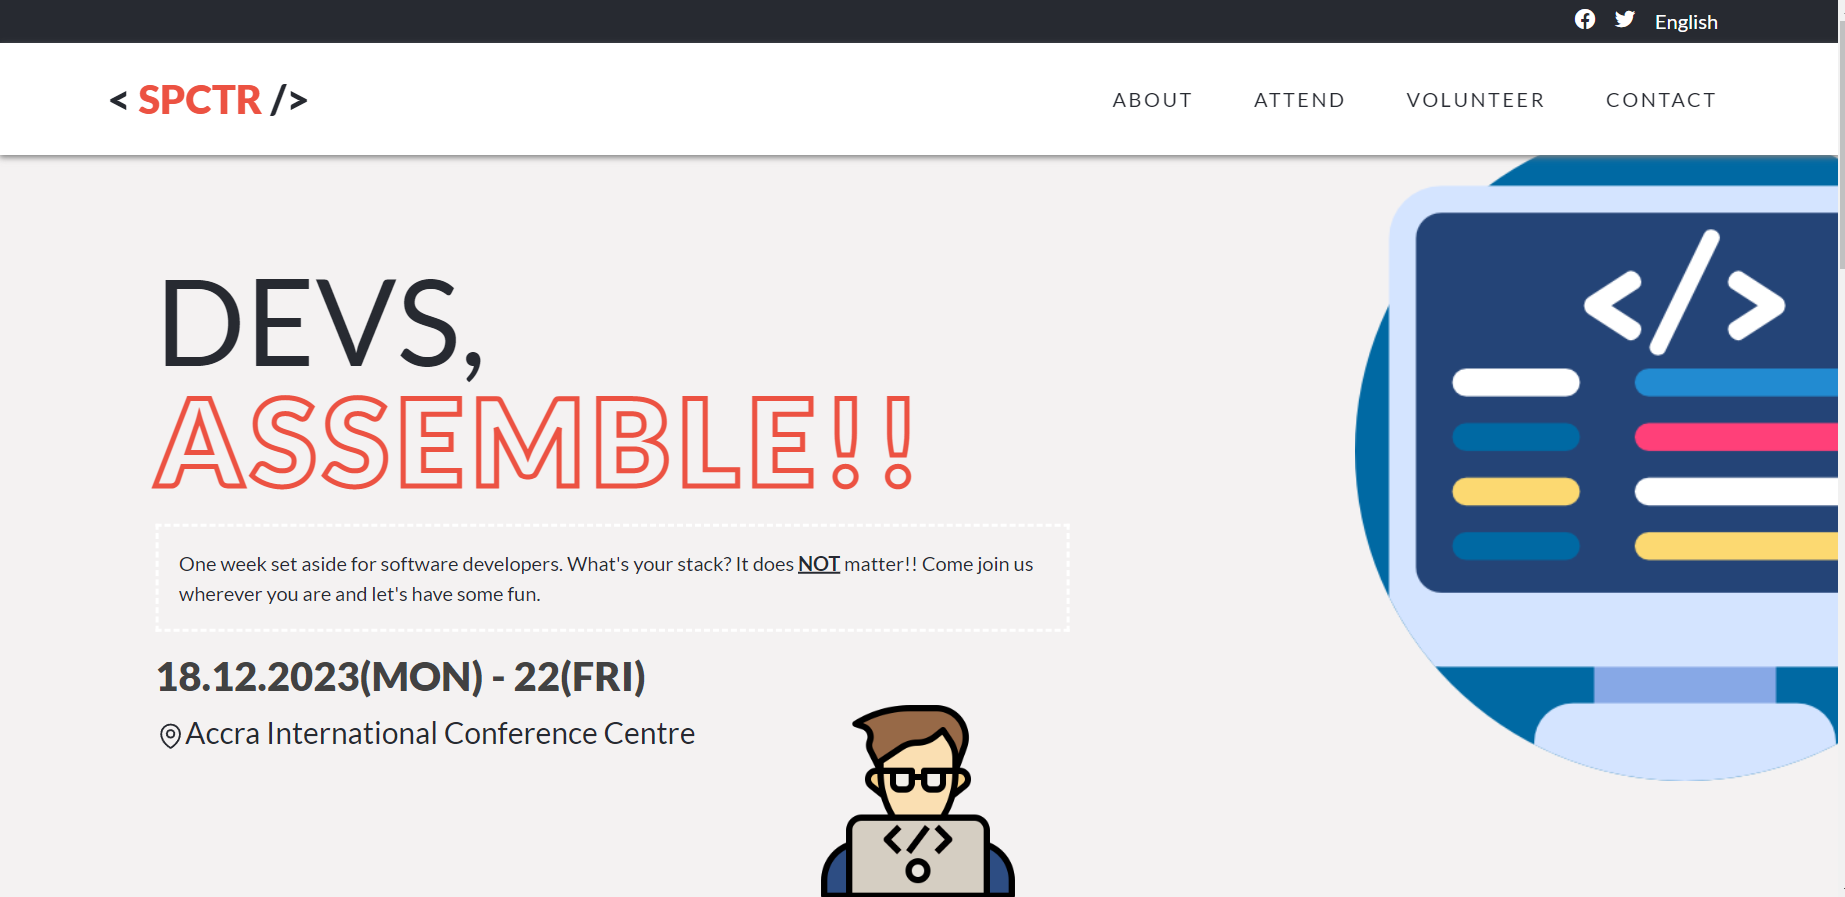 English
< SPCTR />
ABOUT ATTEND VOLUNTEER CONTACT
DEVS,
ASSEMBLE!!
One week set aside for software developers. What's your stack? It does NOT matter!! Come join us
wherever you are and let's have some fun.
18.12.2023(MON) - 22(FRI)
Accra International Conference Centre